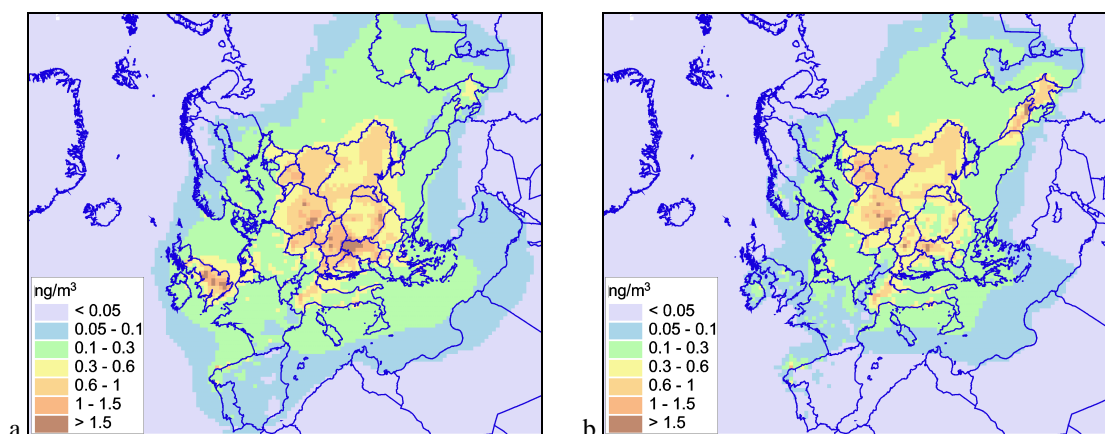 ng/m³
< 0.05
0.05 - 0.1
0.1 - 0.3
0.3 - 0.6
0.6 - 1
1 - 1.5
> 1.5
a
ng/m³
< 0.05
0.05 - 0.1
0.1 - 0.3
0.3 - 0.6
0.6 - 1
1 - 1.5
> 1.5
b